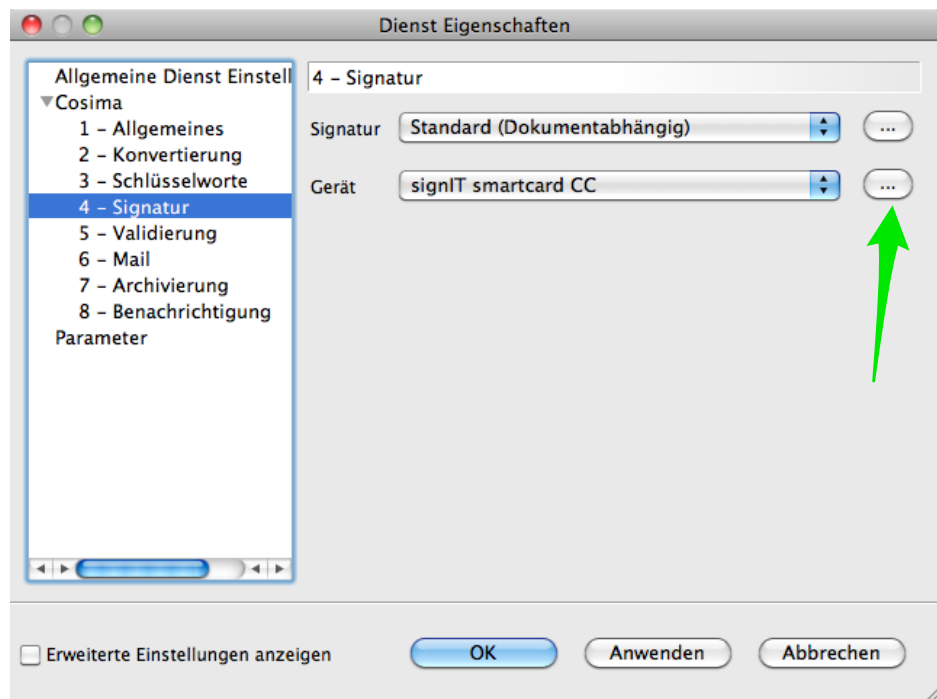 Dienst Eigenschaften
Allgemeine Dienst Einstell
Cosima
1 – Allgemeines
2 – Konvertierung
3 – Schlüsselworte
4 – Signatur
5 – Validierung
6 – Mail
7 – Archivierung
8 – Benachrichtigung
Parameter
4 – Signatur
Signatur Standard (Dokumentabhängig) ...
Gerät signIT smartcard CC ...
Erweiterte Einstellungen anzeigen OK Anwenden Abbrechen